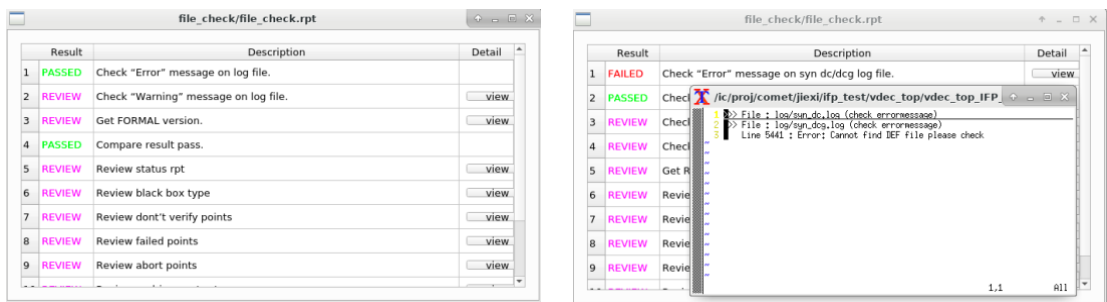 file_check/file_check.rpt
Result Description Detail
1 PASSED Check "Error" message on log file.
2 REVIEW Check "Warning" message on log file. view
3 REVIEW Get FORMAL version. view
4 PASSED Compare result pass.
5 REVIEW Review status rpt view
6 REVIEW Review black box type view
7 REVIEW Review dont't verify points view
8 REVIEW Review failed points view
9 REVIEW Review abort points view
file_check/file_check.rpt
Result Description Detail
1 FAILED Check "Error" message on syn dc/dcg log file. view
2 PASSED Chec
3 REVIEW Chec
4 REVIEW Chec
5 REVIEW Get R
6 REVIEW Revie
7 REVIEW Revie
8 REVIEW Revie
9 REVIEW Revie
/ic/proj/comet/jiexi/ifp_test/vdec_top/vdec_top_IFP_
1 >> File : log/syn_dc.log (check errormessage)
2 >> File : log/syn_dcg.log (check errormessage)
3 Line 5441 : Error: Cannot find DEF file please check
1,1 All